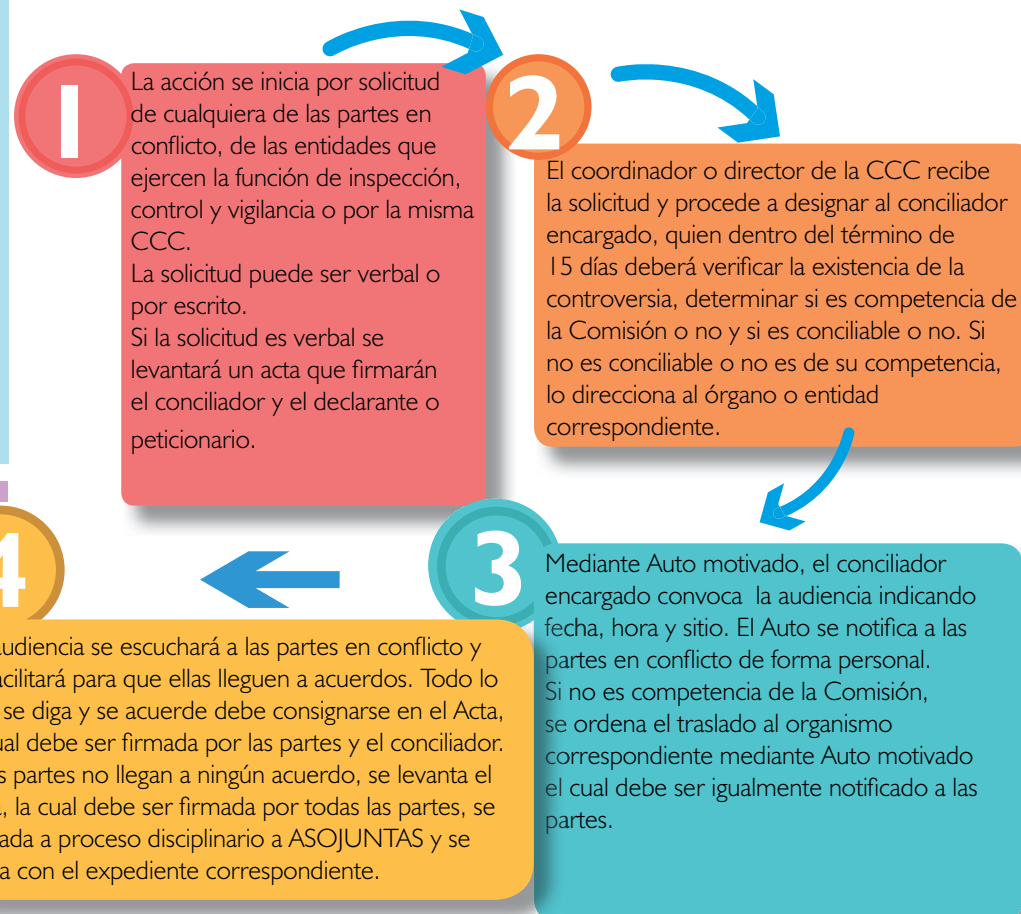 1
La acción se inicia por solicitud
de cualquiera de las partes en
conflicto, de las entidades que
ejercen la función de inspección,
control y vigilancia o por la misma
CCC.
La solicitud puede ser verbal o
por escrito.
Si la solicitud es verbal se
levantará un acta que firmarán
el conciliador y el declarante o
peticionario.
2
El coordinador o director de la CCC recibe
la solicitud y procede a designar al conciliador
encargado, quien dentro del término de
15 días deberá verificar la existencia de la
controversia, determinar si es competencia de
la Comisión o no y si es conciliable o no. Si
no es conciliable o no es de su competencia,
lo direcciona al órgano o entidad
correspondiente.
3
Mediante Auto motivado, el conciliador
encargado convoca la audiencia indicando
fecha, hora y sitio. El Auto se notifica a las
partes en conflicto de forma personal.
Si no es competencia de la Comisión,
se ordena el traslado al organismo
correspondiente mediante Auto motivado
el cual debe ser igualmente notificado a las
partes.
4
udiencia se escuchará a las partes en conflicto y
acilitará para que ellas lleguen a acuerdos. Todo lo
se diga y se acuerde debe consignarse en el Acta,
ual debe ser firmada por las partes y el conciliador.
s partes no llegan a ningún acuerdo, se levanta el
, la cual debe ser firmada por todas las partes, se
ada a proceso disciplinario a ASOJUNTAS y se
a con el expediente correspondiente.